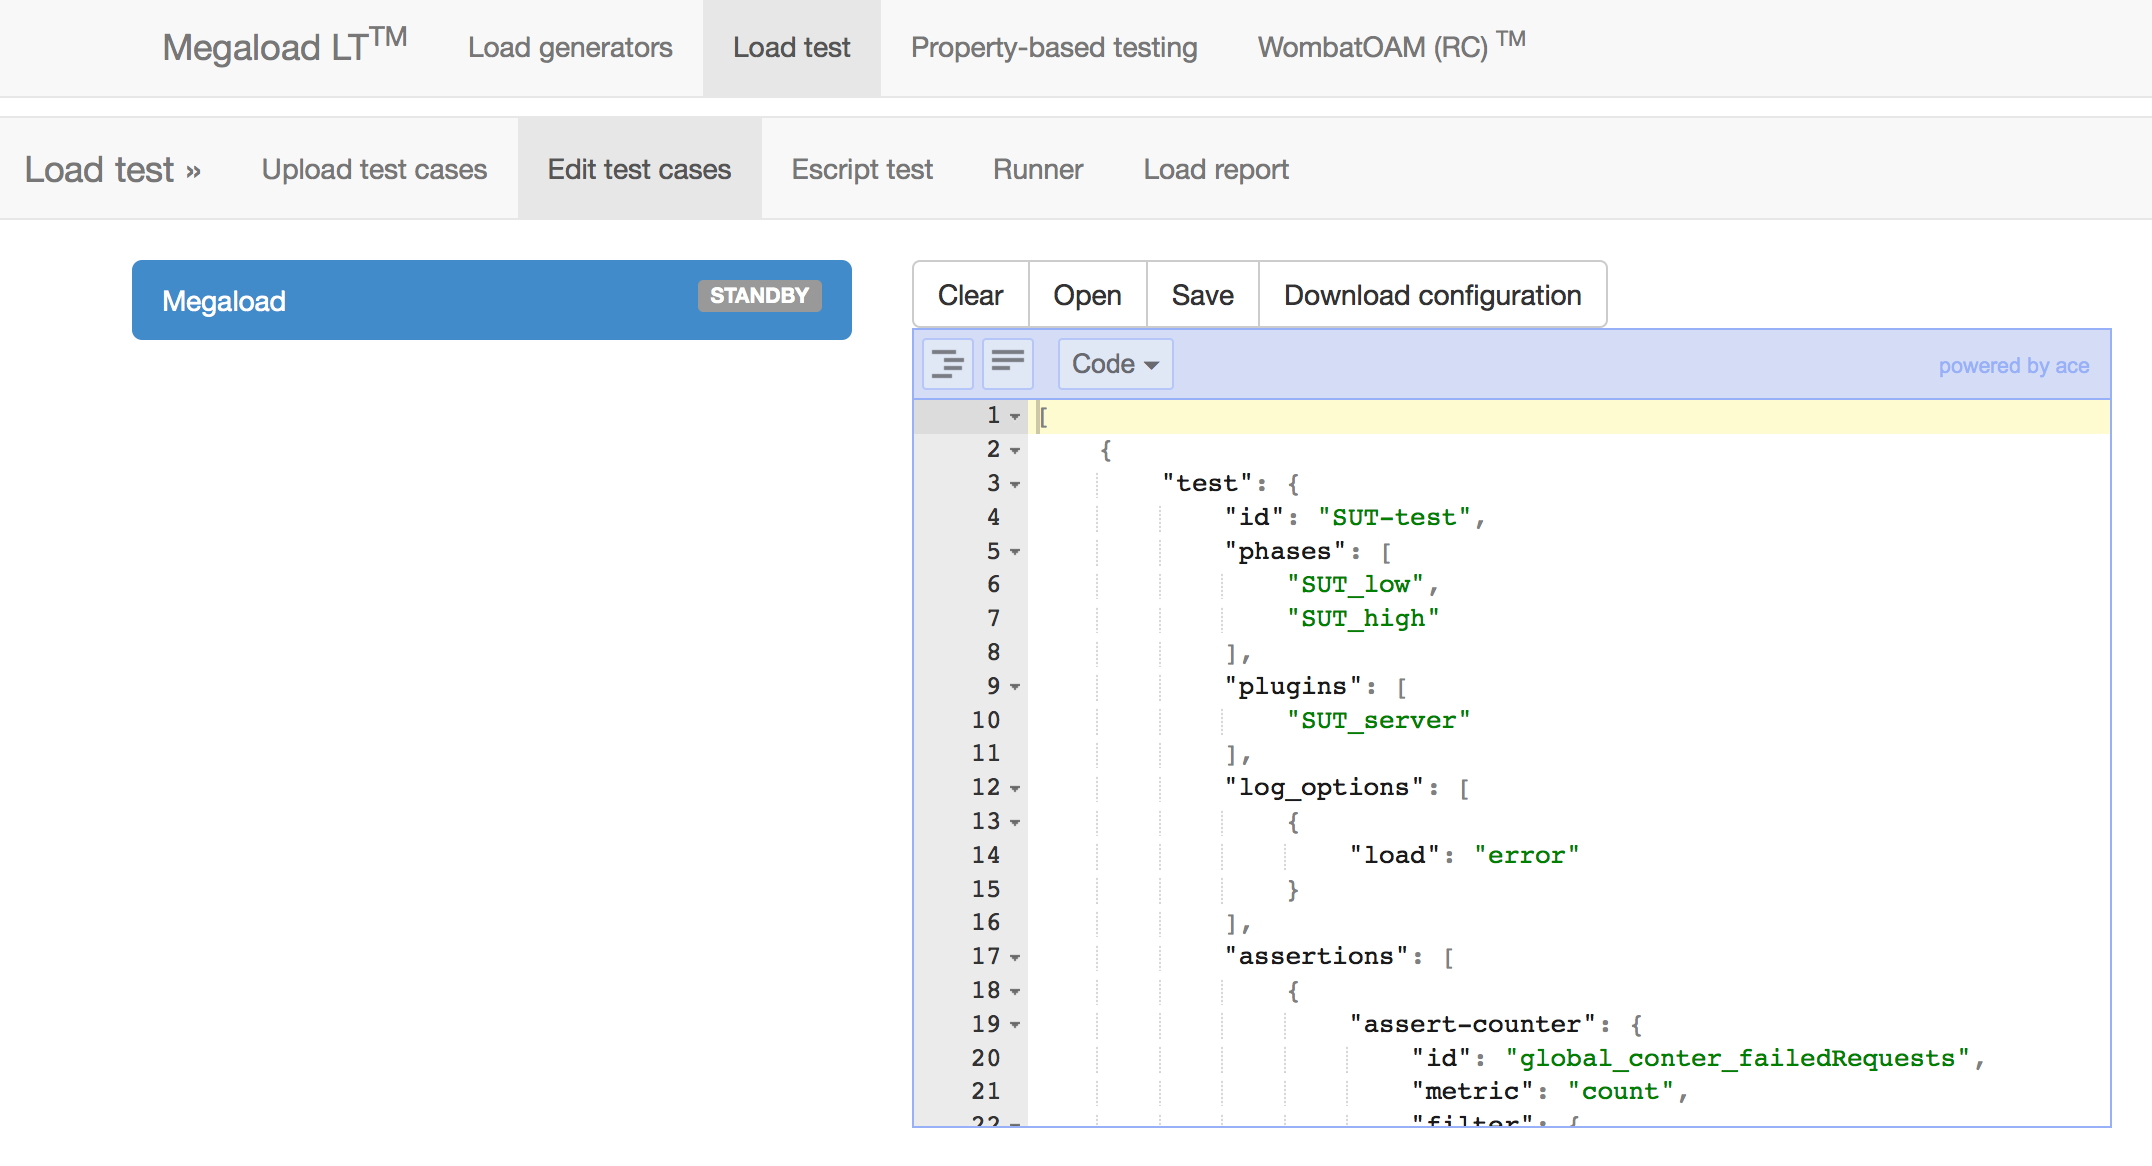 Megaload LT™ Load generators Load test Property-based testing WombatOAM (RC) ™
Load test » Upload test cases Edit test cases Escript test Runner Load report
Megaload STANDBY
Clear Open Save Download configuration
Code powered by ace
1 [
2 {
3 "test": {
4 "id": "SUT-test",
5 "phases": [
6 "SUT_low",
7 "SUT_high"
8 ],
9 "plugins": [
10 "SUT_server"
11 ],
12 "log_options": [
13 {
14 "load": "error"
15 }
16 ],
17 "assertions": [
18 {
19 "assert-counter": {
20 "id": "global_conter_failedRequests",
21 "metric": "count",
22 "filter": {